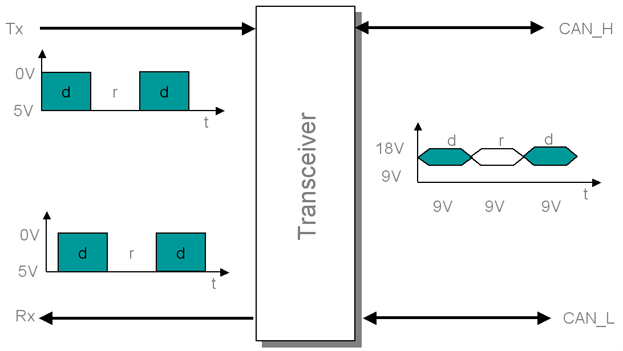 Tx
CAN_H
0V
d r d
5V
t
Transceiver
d r d
18V
9V
t
9V 9V 9V
0V
d r d
5V
t
Rx
CAN_L